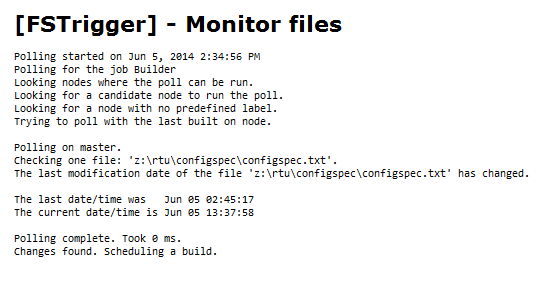 [FSTrigger] - Monitor files
Polling started on Jun 5, 2014 2:34:56 PM
Polling for the job Builder
Looking nodes where the poll can be run.
Looking for a candidate node to run the poll.
Looking for a node with no predefined label.
Trying to poll with the last built on node.
Polling on master.
Checking one file: 'z:\rtu\configspec\configspec.txt'.
The last modification date of the file 'z:\rtu\configspec\configspec.txt' has changed.
The last date/time was   Jun 05 02:45:17
The current date/time is Jun 05 13:37:58
Polling complete. Took 0 ms.
Changes found. Scheduling a build.